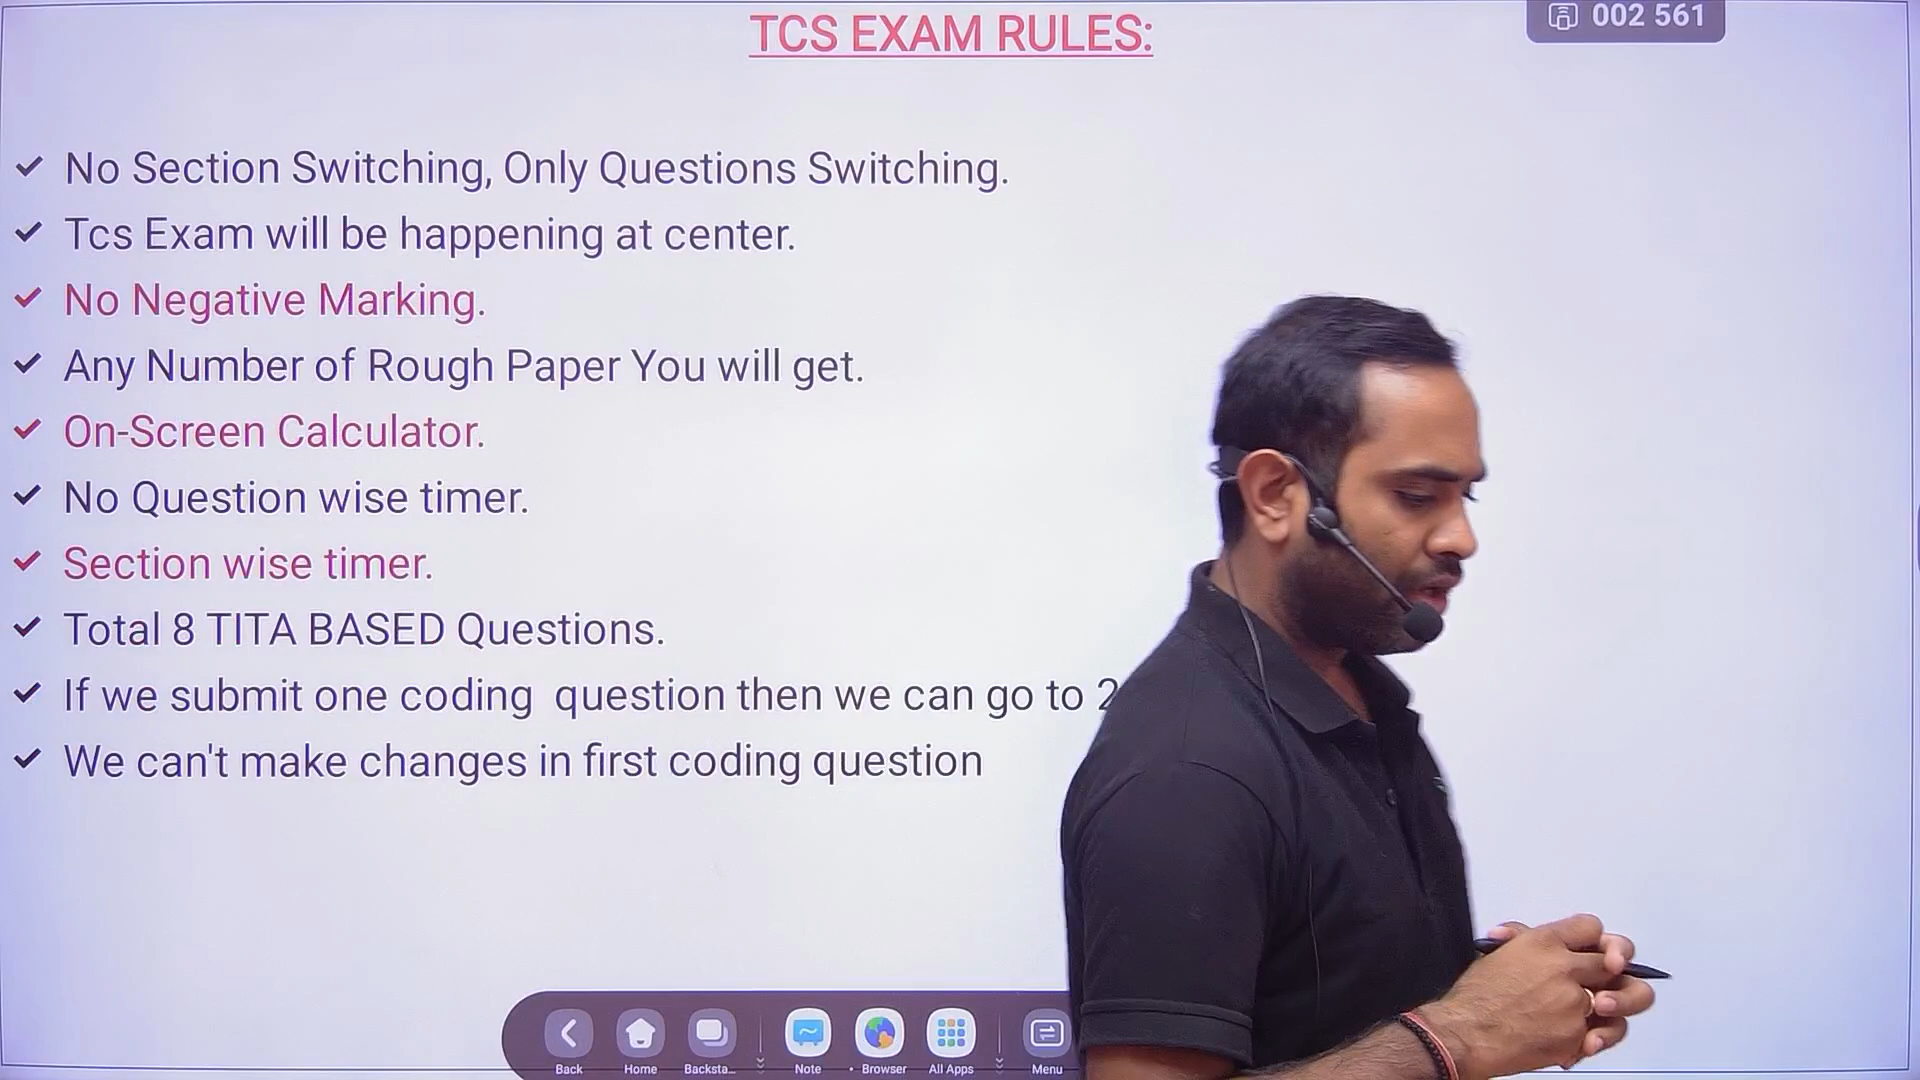 TCS EXAM RULES:
002 561
✓ No Section Switching, Only Questions Switching.
✓ Tcs Exam will be happening at center.
✓ No Negative Marking.
✓ Any Number of Rough Paper You will get.
✓ On-Screen Calculator.
✓ No Question wise timer.
✓ Section wise timer.
✓ Total 8 TITA BASED Questions.
✓ If we submit one coding question then we can go to 2
✓ We can't make changes in first coding question
Back Home Backsta... Note Browser All Apps Menu